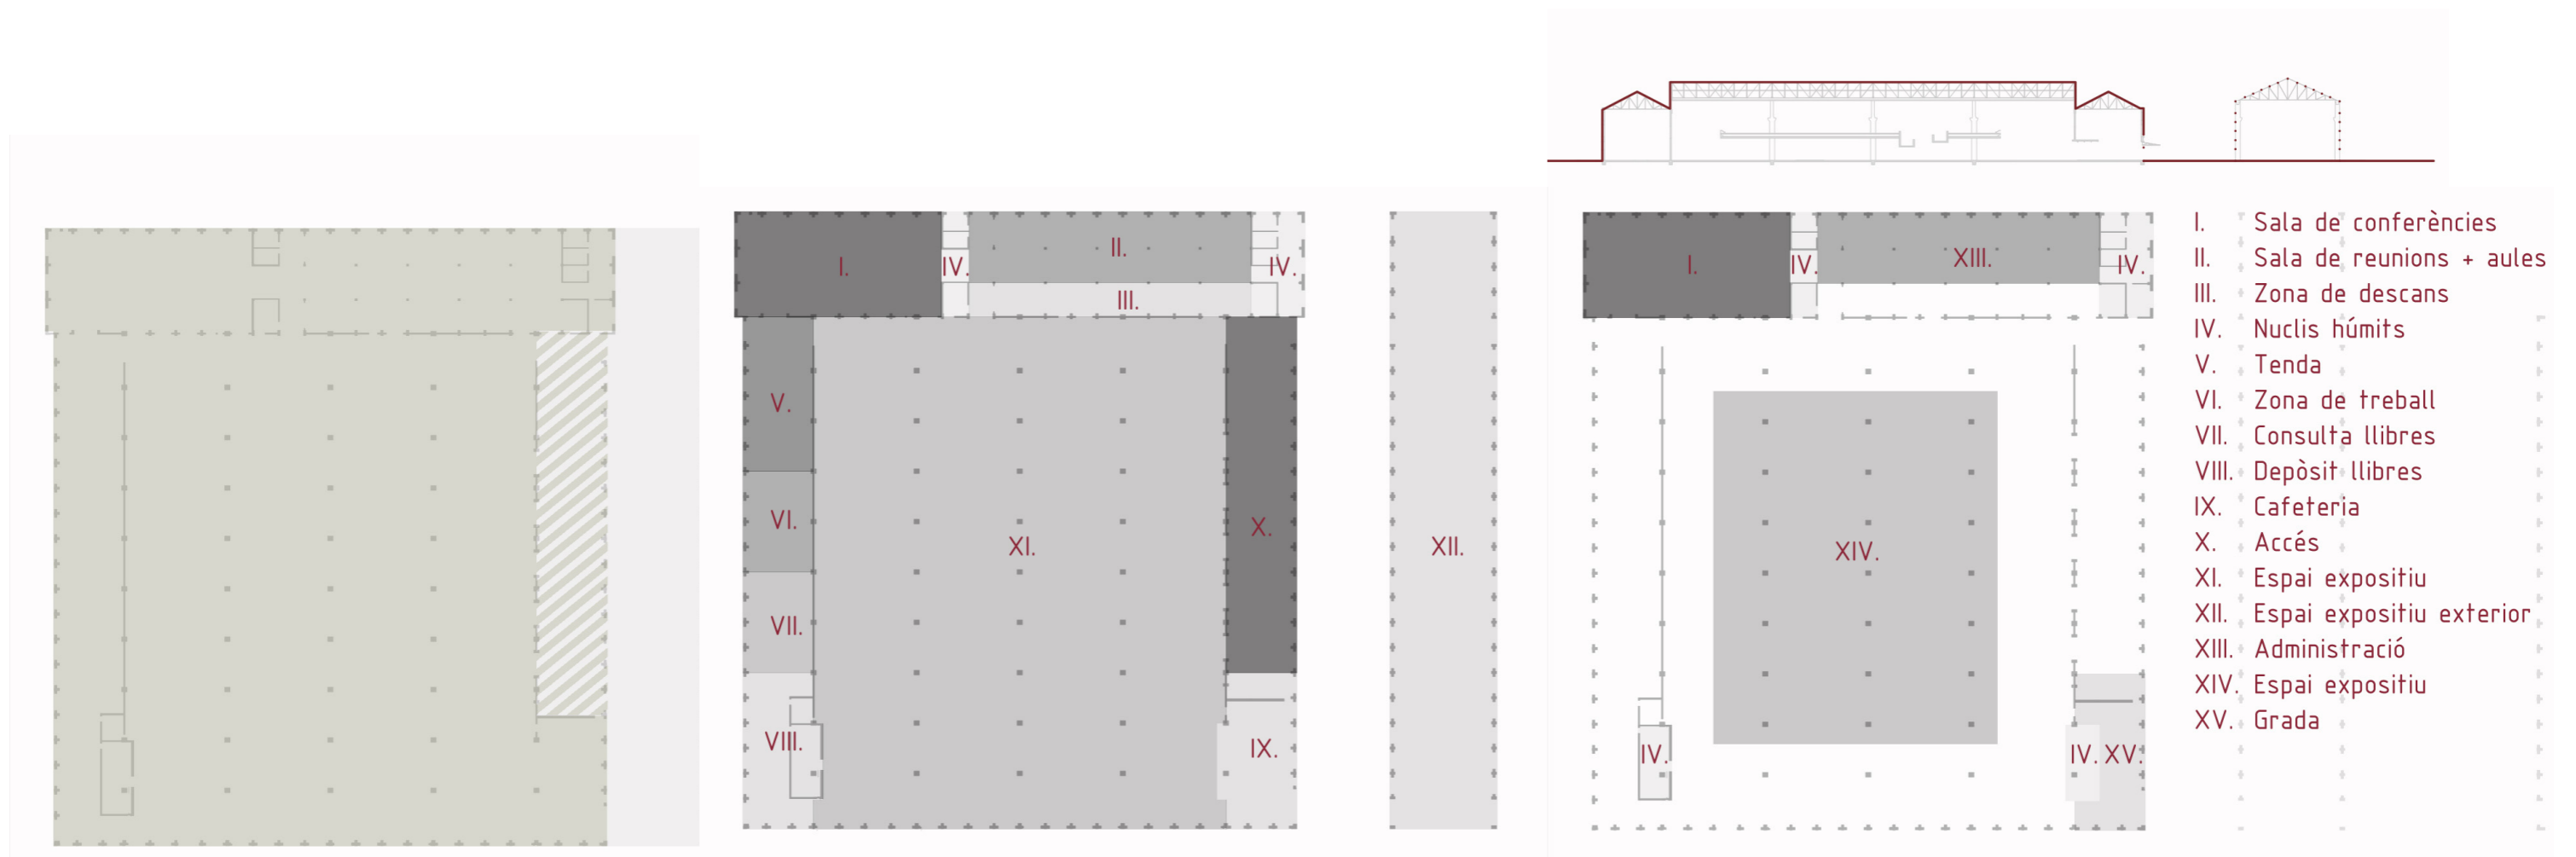 I.
IV.
II.
IV.
III.
V.
VI.
XI.
X.
XII.
VII.
VIII.
IX.
I.
IV.
XIII.
IV.
XIV.
IV.
IV.
XV.
I. Sala de conferències
II. Sala de reunions + aules
III. Zona de descans
IV. Nuclis húmits
V. Tenda
VI. Zona de treball
VII. Consulta llibres
VIII. Depòsit llibres
IX. Cafeteria
X. Accés
XI. Espai expositiu
XII. Espai expositiu exterior
XIII. Administració
XIV. Espai expositiu
XV. Grada